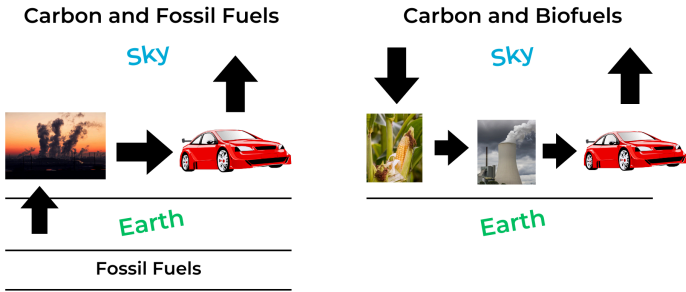 Carbon and Fossil Fuels
Sky
Earth
Fossil Fuels
Carbon and Biofuels
Sky
Earth